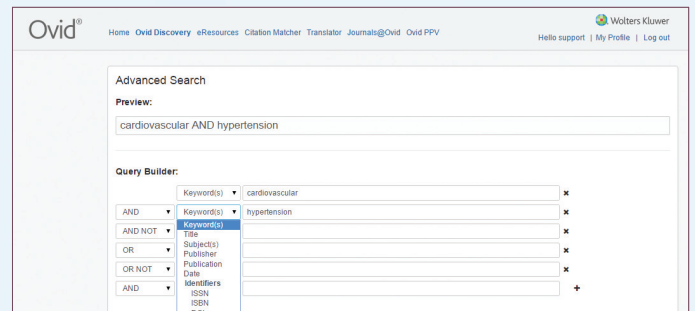 Ovid®
Wolters Kluwer
Home Ovid Discovery eResources Citation Matcher Translator Journals@Ovid Ovid PPV
Hello support | My Profile | Log out
Advanced Search
Preview:
cardiovascular AND hypertension
Query Builder:
Keyword(s) cardiovascular
AND Keyword(s) hypertension
Keyword(s)
AND NOT
Title
Subject(s)
OR
Publisher
Publication
OR NOT
Date
Identifiers
AND
ISSN
ISBN